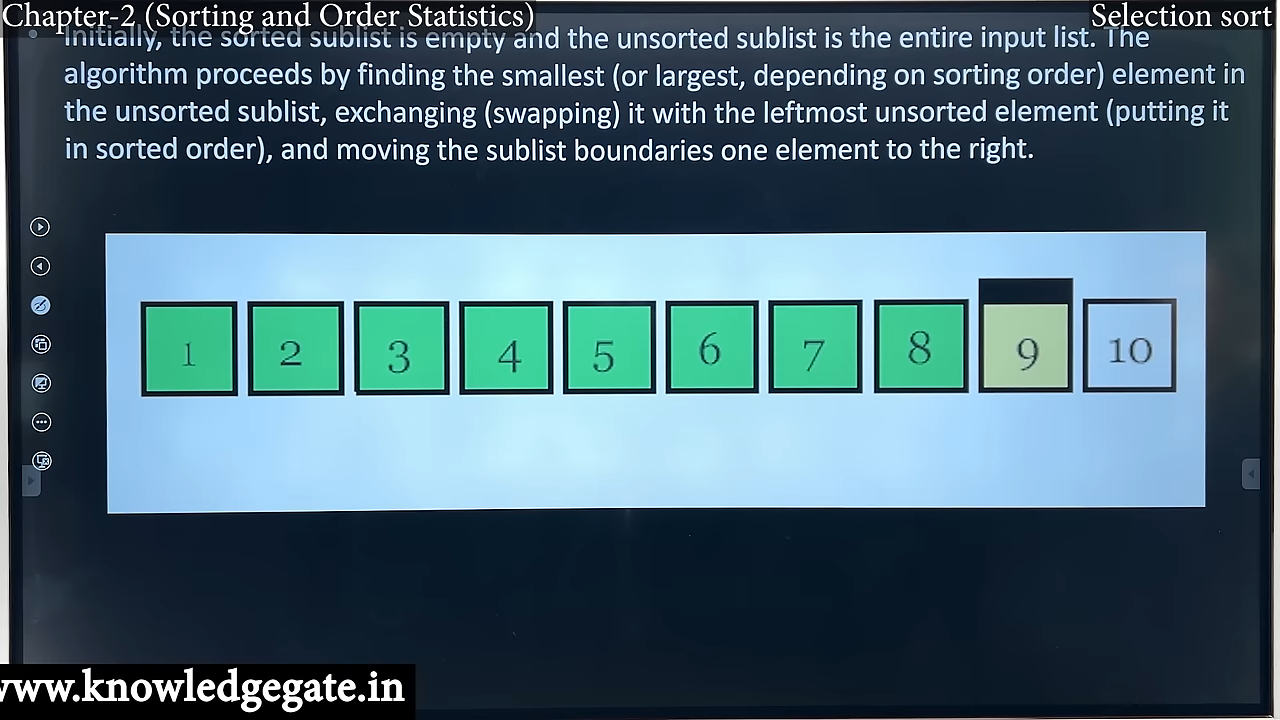 Chapter-2 (Sorting and Order Statistics)
Selection sort
Initially, the sorted sublist is empty and the unsorted sublist is the entire input list. The
algorithm proceeds by finding the smallest (or largest, depending on sorting order) element in
the unsorted sublist, exchanging (swapping) it with the leftmost unsorted element (putting it
in sorted order), and moving the sublist boundaries one element to the right.
1 2 3 4 5 6 7 8 9 10
www.knowledgegate.in